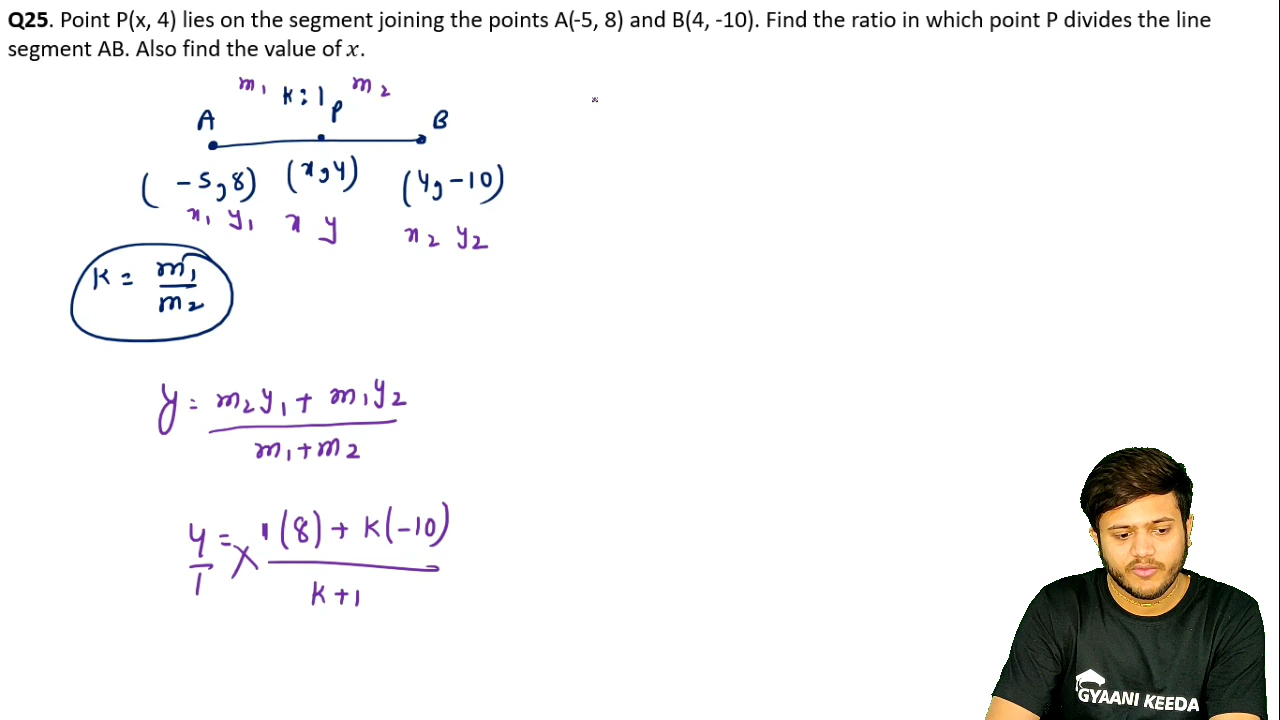 Q25. Point P(x, 4) lies on the segment joining the points A(-5, 8) and B(4, -10). Find the ratio in which point P divides the line
segment AB. Also find the value of x.
m₁ k:1 m₂
A P B
(-5,8) (x,4) (4,-10)
x₁ y₁ x y x₂ y₂
K = m₁/m₂
y = m₂y₁ + m₁y₂
m₁+m₂
4/1 = 1(8) + K(-10)
K+1
GYAANI KEEDA